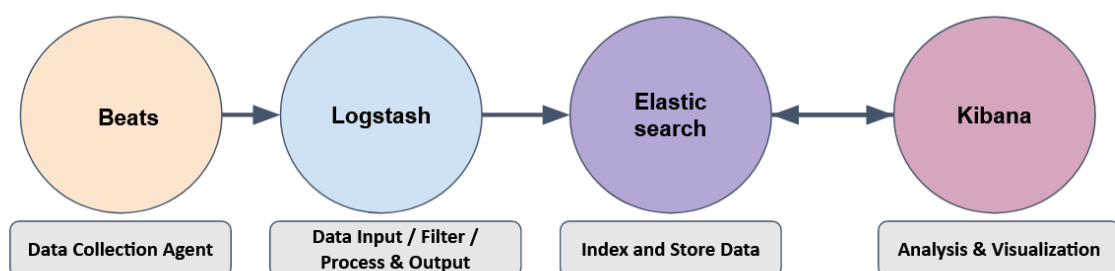 Beats
Logstash
Elastic
search
Kibana
Data Collection Agent
Data Input / Filter /
Process & Output
Index and Store Data
Analysis & Visualization